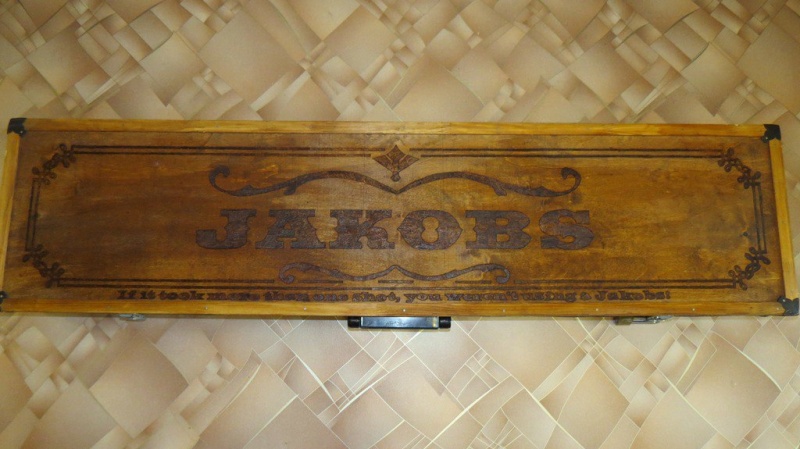 JAKOBS
If it took more than one shot, you weren't using a Jakobs!